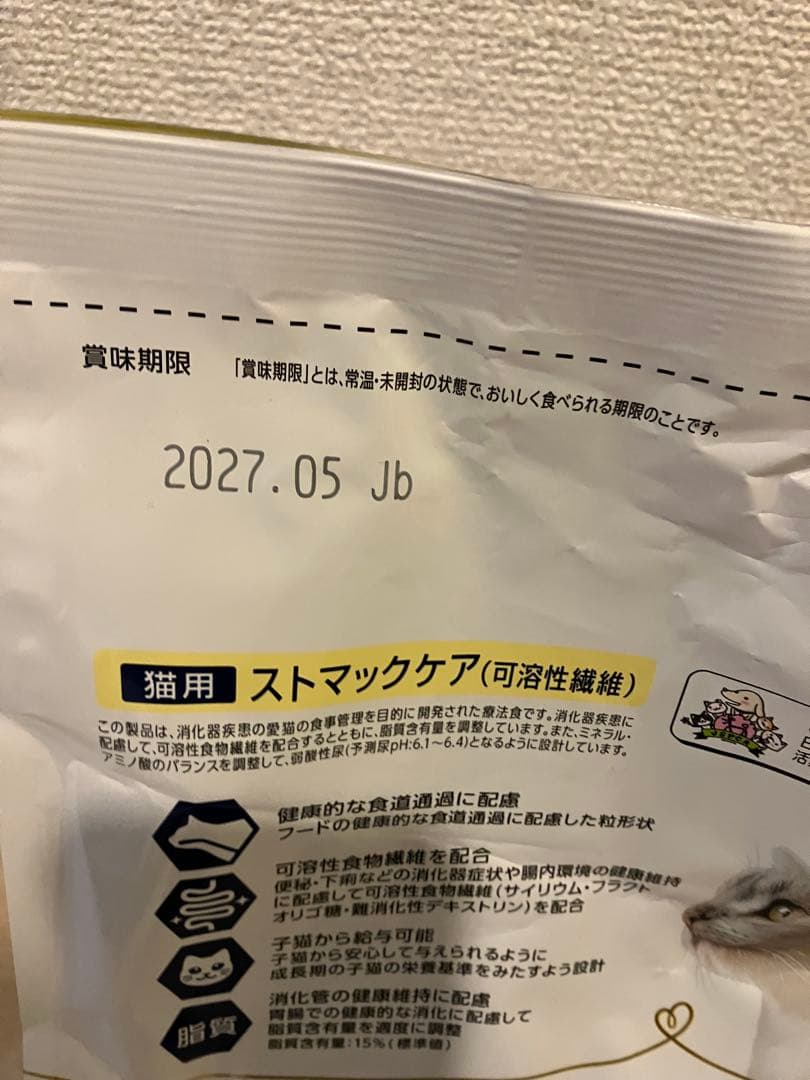 賞味期限
「賞味期限」とは、常温・未開封の状態で、おいしく食べられる期限のことです。
2027.05 Jb
猫用 ストマックケア(可溶性繊維)
この製品は、消化器疾患の愛猫の食事管理を目的に開発された療法食です。消化器疾患に
配慮して、可溶性食物繊維を配合するとともに、脂質含有量を調整しています。また、ミネラル・
アミノ酸のバランスを調整して、弱酸性尿(予測尿pH:6.1～6.4)となるように設計しています。
健康的な食道通過に配慮
フードの健康的な食道通過に配慮した粒形状
可溶性食物繊維を配合
便秘・下痢などの消化器症状や腸内環境の健康維持
に配慮して可溶性食物繊維(サイリウム・フラクト
オリゴ糖・難消化性デキストリン)を配合
子猫から給与可能
子猫から安心して与えられるように
成長期の子猫の栄養基準をみたすよう設計
脂質
消化管の健康維持に配慮
胃腸での健康的な消化に配慮して
脂質含有量を適度に調整
脂質含有量:15%(標準値)